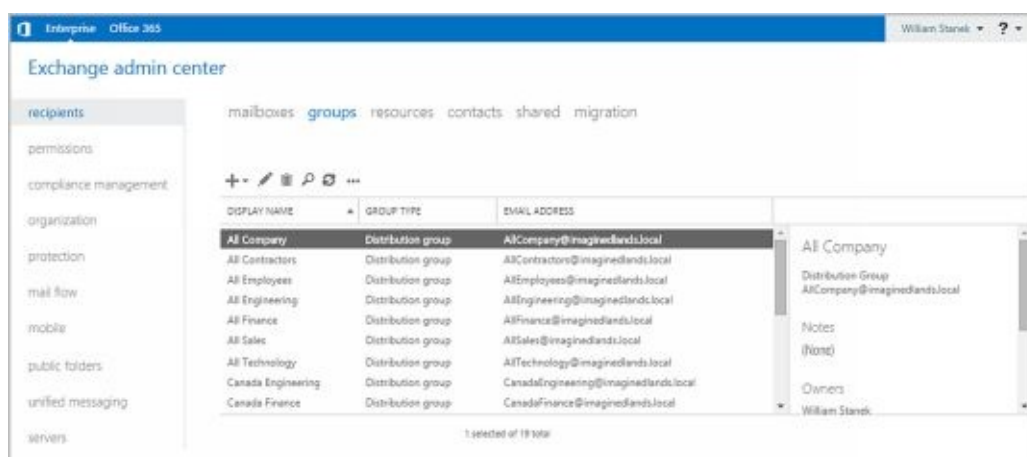 Enterprise Office 365 William Stanek ?
Exchange admin center
recipients
permissions
compliance management
organization
protection
mail flow
mobile
public folders
unified messaging
servers
mailboxes groups resources contacts shared migration
DISPLAY NAME GROUP TYPE EMAIL ADDRESS
All Company Distribution group AllCompany@imaginedlands.local
All Contractors Distribution group AllContractors@imaginedlands.local
All Employees Distribution group AllEmployees@imaginedlands.local
All Engineering Distribution group AllEngineering@imaginedlands.local
All Finance Distribution group AllFinance@imaginedlands.local
All Sales Distribution group AllSales@imaginedlands.local
All Technology Distribution group AllTechnology@imaginedlands.local
Canada Engineering Distribution group CanadaEngineering@imaginedlands.local
Canada Finance Distribution group CanadaFinance@imaginedlands.local
1 selected of 19 total
All Company
Distribution Group
AllCompany@imaginedlands.local
Notes
(None)
Owners
William Stanek